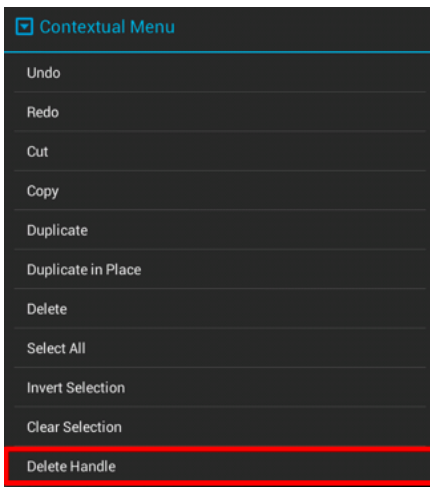 Contextual Menu
Undo
Redo
Cut
Copy
Duplicate
Duplicate in Place
Delete
Select All
Invert Selection
Clear Selection
Delete Handle